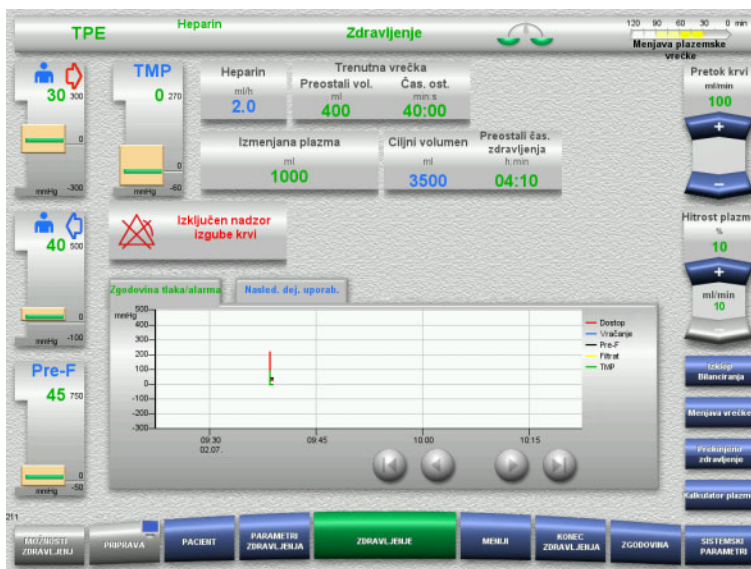 TPE
Heparin
Zdravljenje
120 90 60 30 0 min
Menjava plazemske
vrečke
30
300
0
-300
mmHg
TMP
0
270
0
-60
mmHg
Heparin
ml/h
2.0
Trenutna vrečka
Preostali vol.
ml
400
Čas. ost.
min:s
40:00
Izmenjana plazma
ml
1000
Ciljni volumen
ml
3500
Preostali čas.
zdravljenja
h:min
04:10
Pretok krvi
ml/min
100
+
–
40
500
0
-100
mmHg
Izključen nadzor
izgube krvi
Hitrost plazm
%
10
+
ml/min
10
–
Zgodovina tlaka/alarma
Nasled. dej. uporab.
mmHg
500
400
300
200
100
0
-100
-200
-300
09:30
02.07.
09:45
10:00
10:15
Dostop
Vračanje
Pre-F
Filtrat
TMP
Pre-F
45
750
0
-50
mmHg
Izklop
Bilanciranja
Menjava vrečke
Prekinjeno
zdravljenje
Kalkulator plazm
211
MOŽNOSTI
ZDRAVLJENJ
PRIPRAVA
PACIENT
PARAMETRI
ZDRAVLJENJA
ZDRAVLJENJE
MENIJI
KONEC
ZDRAVLJENJA
ZGODOVINA
SISTEMSKI
PARAMETRI